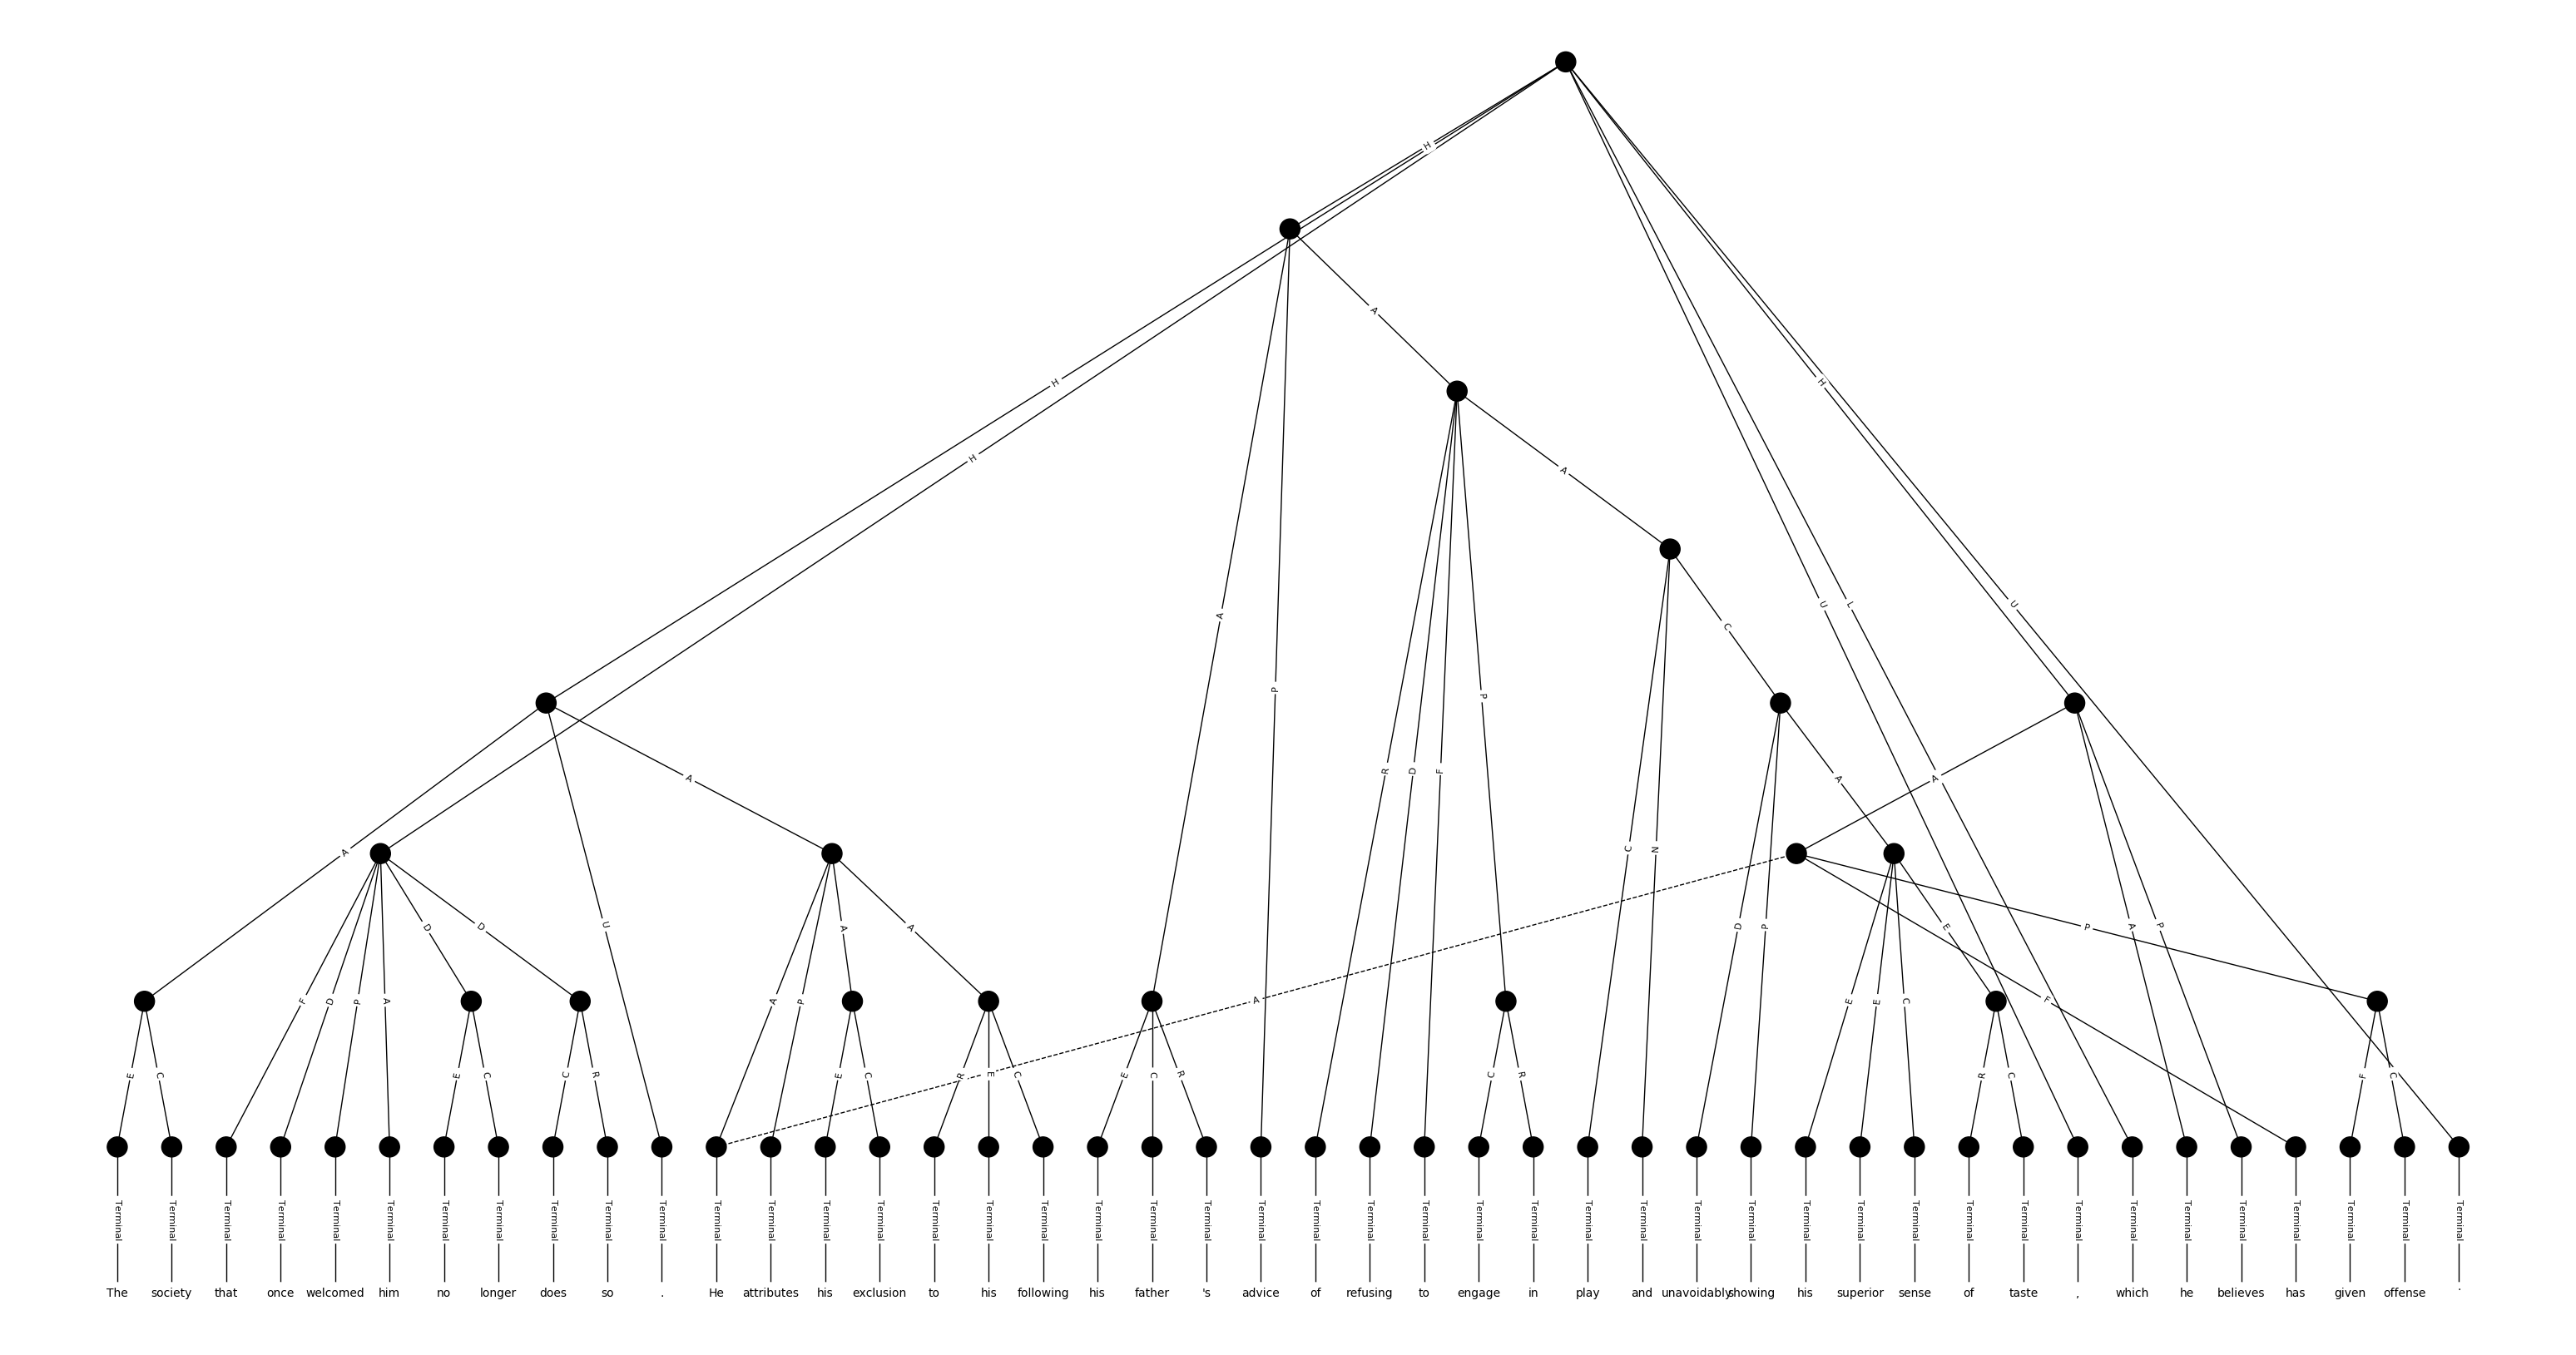 H
A
H
H
H
A
H
A
U
L
U
C
P
A
R
D
F
P
A
A
A
C
N
A
D
D
U
A
A
D
P
E
P
A
P
F
D
P
A
A
P
A
E
E
C
F
E
C
E
C
C
R
E
C
R
E
C
E
C
R
C
R
R
C
F
C
Terminal Terminal Terminal Terminal Terminal Terminal Terminal Terminal Terminal Terminal Terminal Terminal Terminal Terminal Terminal Terminal Terminal Terminal Terminal Terminal Terminal Terminal Terminal Terminal Terminal Terminal Terminal Terminal Terminal Terminal Terminal Terminal Terminal Terminal Terminal Terminal Terminal Terminal Terminal Terminal Terminal Terminal Terminal Terminal
The society that once welcomed him no longer does so . He attributes his exclusion to his following his father 's advice of refusing to engage in play and unavoidably showing his superior sense of taste , which he believes has given offense .